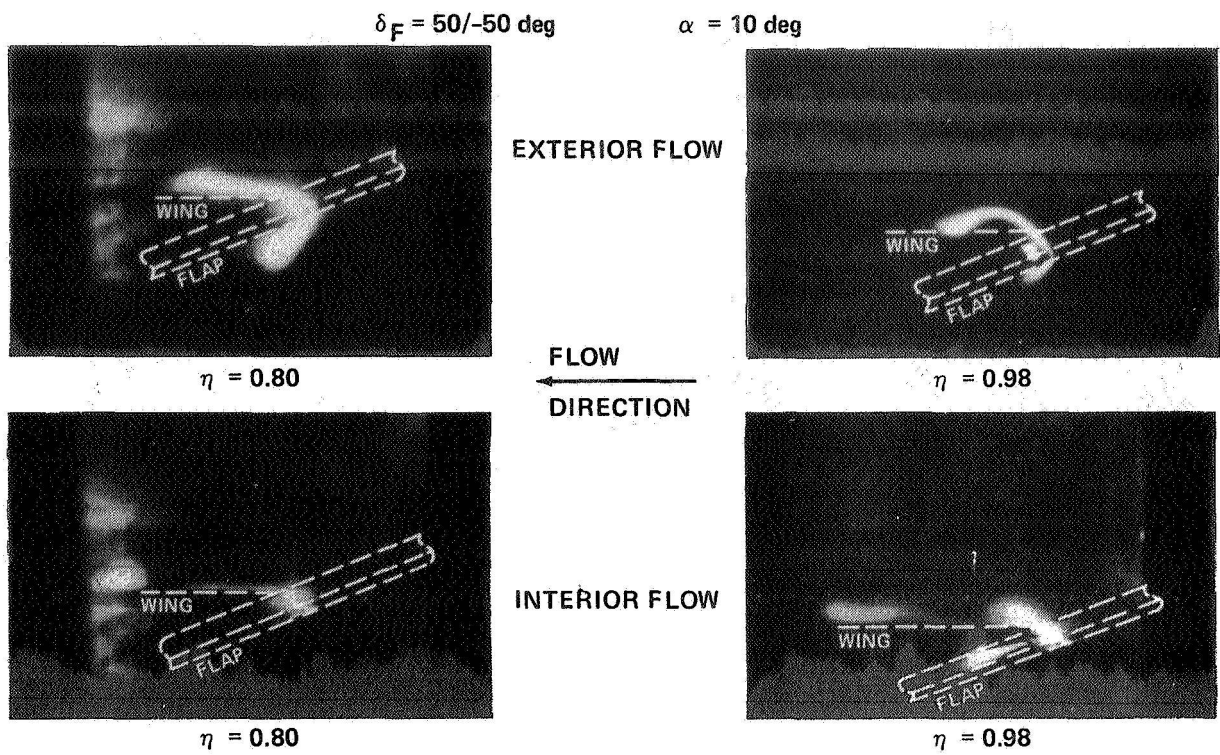 δF = 50/-50 deg α = 10 deg
WING
FLAP
EXTERIOR FLOW
WING
FLAP
η = 0.80
FLOW
DIRECTION
η = 0.98
WING
FLAP
INTERIOR FLOW
WING
FLAP
η = 0.80
η = 0.98